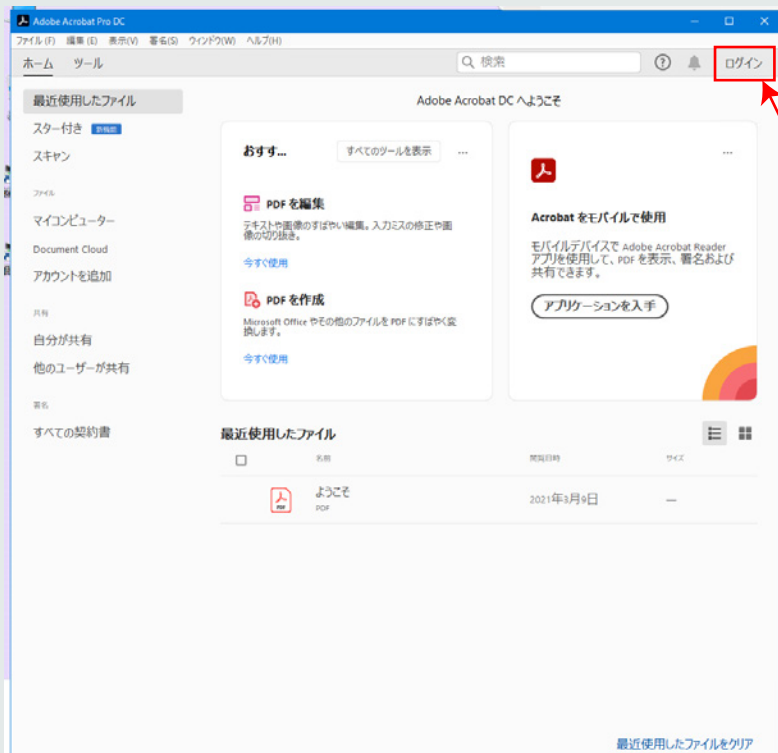 Adobe Acrobat Pro DC
ファイル(F) 編集(E) 表示(V) 署名(S) ウィンドウ(W) ヘルプ(H)
ホーム ツール
検索
ログイン
最近使用したファイル
スター付き 新機能
スキャン
ファイル
マイコンピューター
Document Cloud
アカウントを追加
共有
自分が共有
他のユーザーが共有
署名
すべての契約書
Adobe Acrobat DC へようこそ
おすす... すべてのツールを表示 ...
PDF を編集
テキストや画像のすばやい編集。入力ミスの修正や画
像の切り抜き。
今すぐ使用
PDF を作成
Microsoft Office やその他のファイルを PDF にすばやく変
換します。
今すぐ使用
...
Acrobat をモバイルで使用
モバイルデバイスで Adobe Acrobat Reader
アプリを使用して、PDF を表示、署名および
共有できます。
アプリケーションを入手
最近使用したファイル
名前 閲覧日時 サイズ
ようこそ
PDF
2021年3月9日 —
最近使用したファイルをクリア